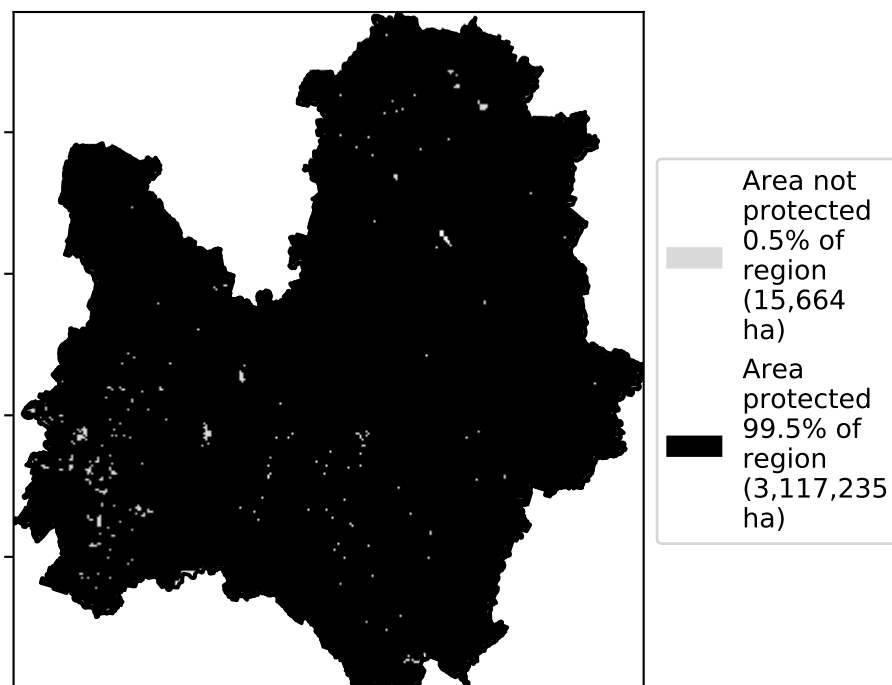 Area not
protected
0.5% of
region
(15,664
ha)
Area
protected
99.5% of
region
(3,117,235
ha)